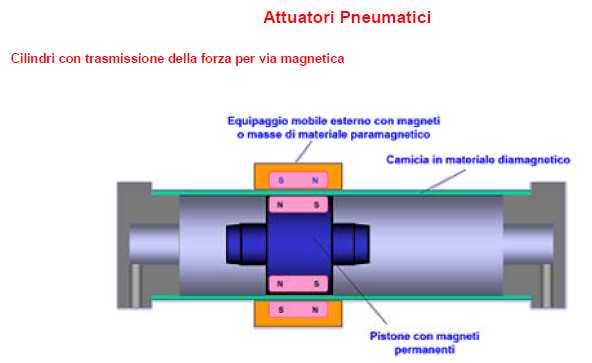 Attuatori Pneumatici
Cilindri con trasmissione della forza per via magnetica
Equipaggio mobile esterno con magneti
o masse di materiale paramagnetico
Camicia in materiale diamagnetico
S N
N S
N S
S N
Pistone con magneti
permanenti